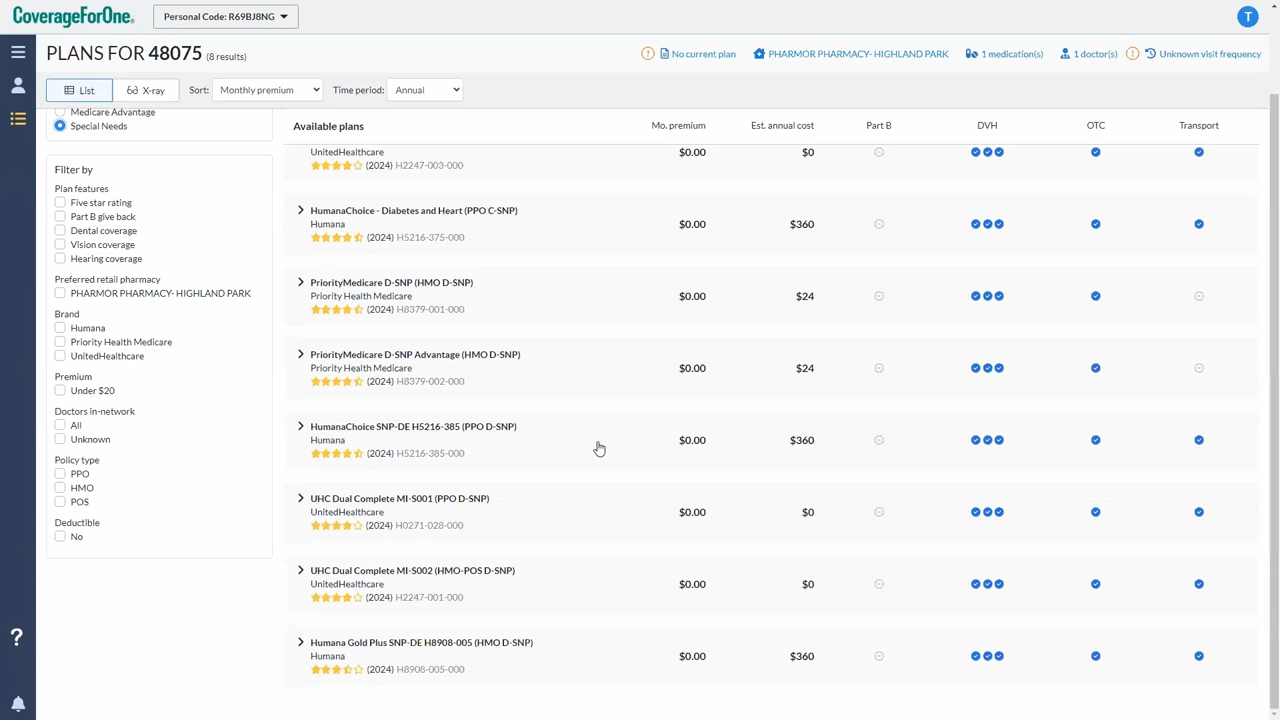 CoverageForOne.
Personal Code: R69BJ8NG
T
PLANS FOR 48075 (8 results)
No current plan
PHARMOR PHARMACY- HIGHLAND PARK
1 medication(s)
1 doctor(s)
Unknown visit frequency
List
X-ray
Sort: Monthly premium
Time period: Annual
Medicare Advantage
Special Needs
Filter by
Plan features
Five star rating
Part B give back
Dental coverage
Vision coverage
Hearing coverage
Preferred retail pharmacy
PHARMOR PHARMACY- HIGHLAND PARK
Brand
Humana
Priority Health Medicare
UnitedHealthcare
Premium
Under $20
Doctors in-network
All
Unknown
Policy type
PPO
HMO
POS
Deductible
No
?
Available plans Mo. premium Est. annual cost Part B DVH OTC Transport
UnitedHealthcare $0.00 $0
(2024) H2247-003-000
HumanaChoice - Diabetes and Heart (PPO C-SNP)
Humana $0.00 $360
(2024) H5216-375-000
PriorityMedicare D-SNP (HMO D-SNP)
Priority Health Medicare $0.00 $24
(2024) H8379-001-000
PriorityMedicare D-SNP Advantage (HMO D-SNP)
Priority Health Medicare $0.00 $24
(2024) H8379-002-000
HumanaChoice SNP-DE H5216-385 (PPO D-SNP)
Humana $0.00 $360
(2024) H5216-385-000
UHC Dual Complete MI-S001 (PPO D-SNP)
UnitedHealthcare $0.00 $0
(2024) H0271-028-000
UHC Dual Complete MI-S002 (HMO-POS D-SNP)
UnitedHealthcare $0.00 $0
(2024) H2247-001-000
Humana Gold Plus SNP-DE H8908-005 (HMO D-SNP)
Humana $0.00 $360
(2024) H8908-005-000